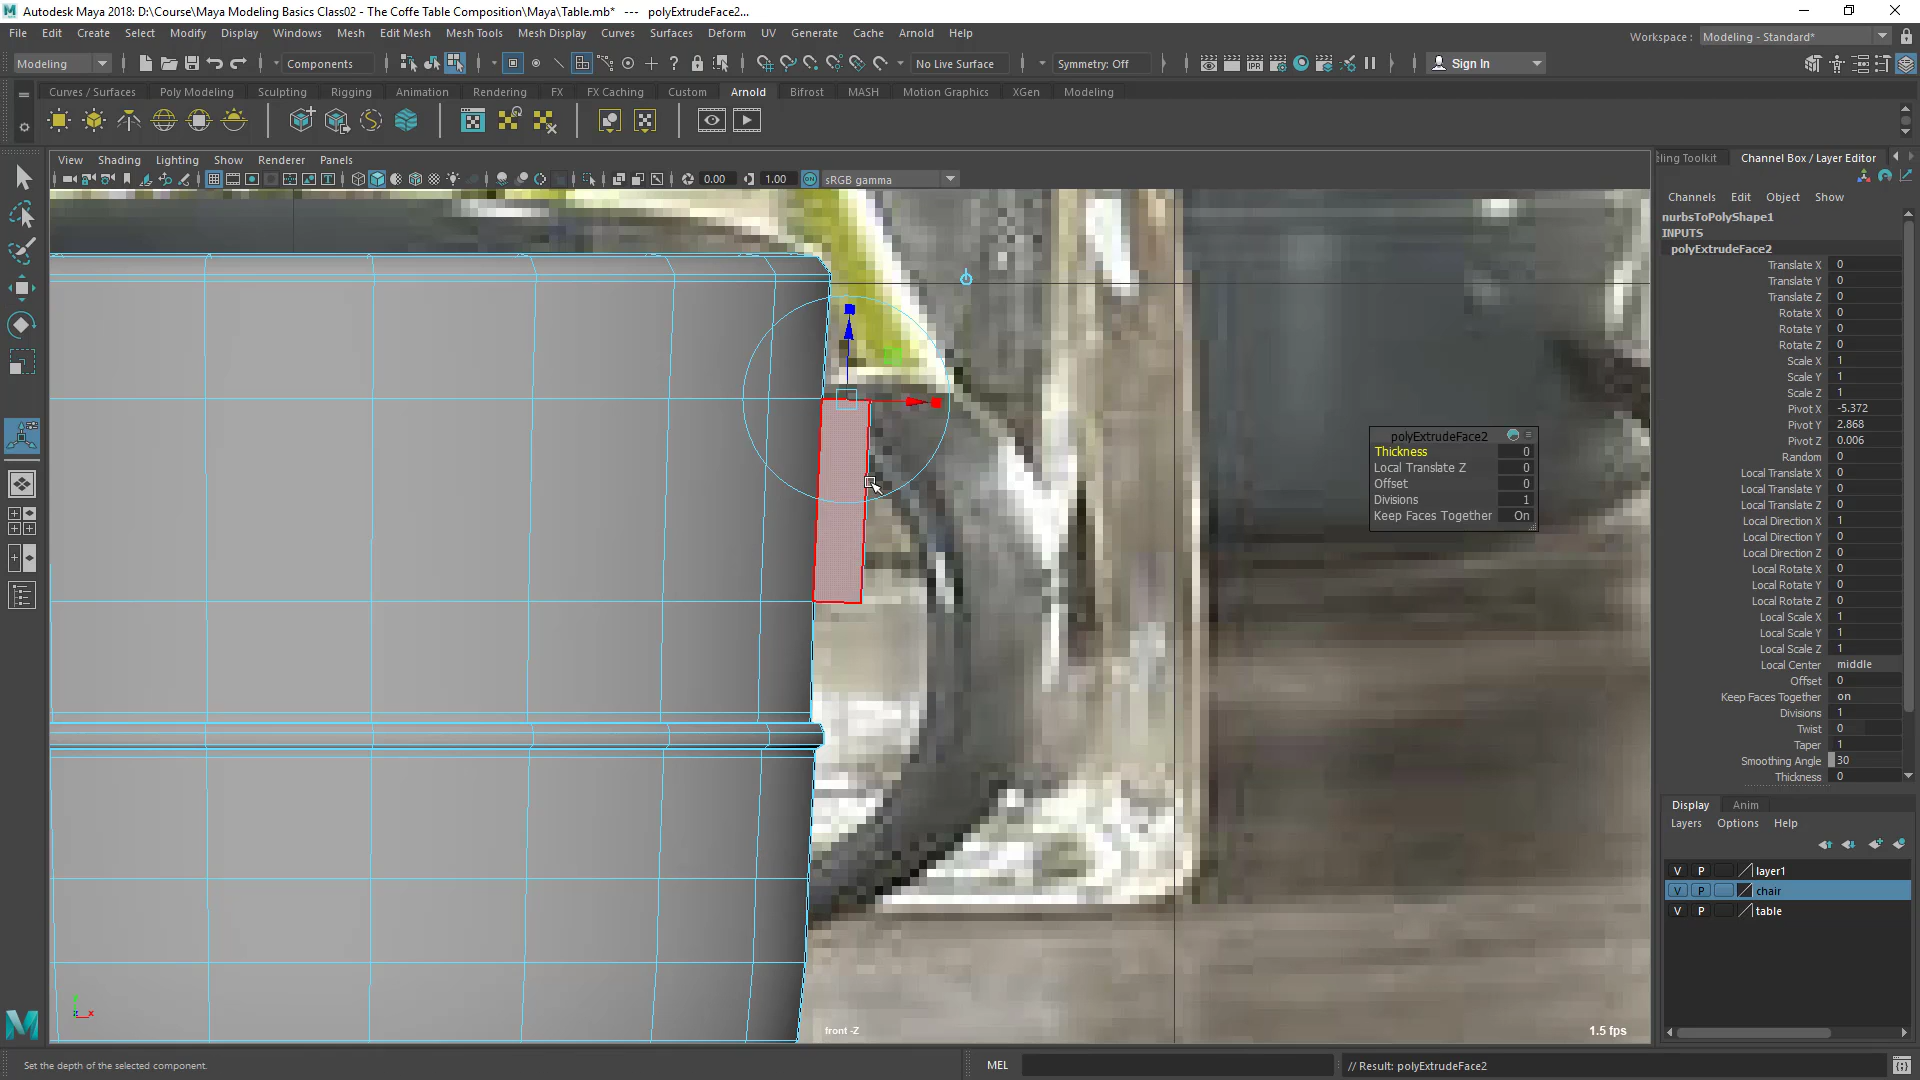 Autodesk Maya 2018: D:\Course\Maya Modeling Basics Class02 - The Coffe Table Composition\Maya\Table.mb* --- polyExtrudeFace2...
File Edit Create Select Modify Display Windows Mesh Edit Mesh Mesh Tools Mesh Display Curves Surfaces Deform UV Generate Cache Arnold Help
Workspace : Modeling - Standard*
Modeling Components No Live Surface Symmetry: Off Sign In
Curves / Surfaces Poly Modeling Sculpting Rigging Animation Rendering FX FX Caching Custom Arnold Bifrost MASH Motion Graphics XGen Modeling
View Shading Lighting Show Renderer Panels
0.00 1.00 sRGB gamma
eling Toolkit Channel Box / Layer Editor
Channels Edit Object Show
nurbsToPolyShape1
INPUTS
polyExtrudeFace2
Translate X 0
Translate Y 0
Translate Z 0
Rotate X 0
Rotate Y 0
Rotate Z 0
Scale X 1
Scale Y 1
Scale Z 1
Pivot X -5.372
Pivot Y 2.868
Pivot Z 0.006
Random 0
Local Translate X 0
Local Translate Y 0
Local Translate Z 0
Local Direction X 1
Local Direction Y 0
Local Direction Z 0
Local Rotate X 0
Local Rotate Y 0
Local Rotate Z 0
Local Scale X 1
Local Scale Y 1
Local Scale Z 1
Local Center middle
Offset 0
Keep Faces Together on
Divisions 1
Twist 0
Taper 1
Smoothing Angle 30
Thickness 0
polyExtrudeFace2
Thickness 0
Local Translate Z 0
Offset 0
Divisions 1
Keep Faces Together On
Display Anim
Layers Options Help
V P layer1
V P chair
V P table
front -Z
1.5 fps
Set the depth of the selected component.
MEL
// Result: polyExtrudeFace2